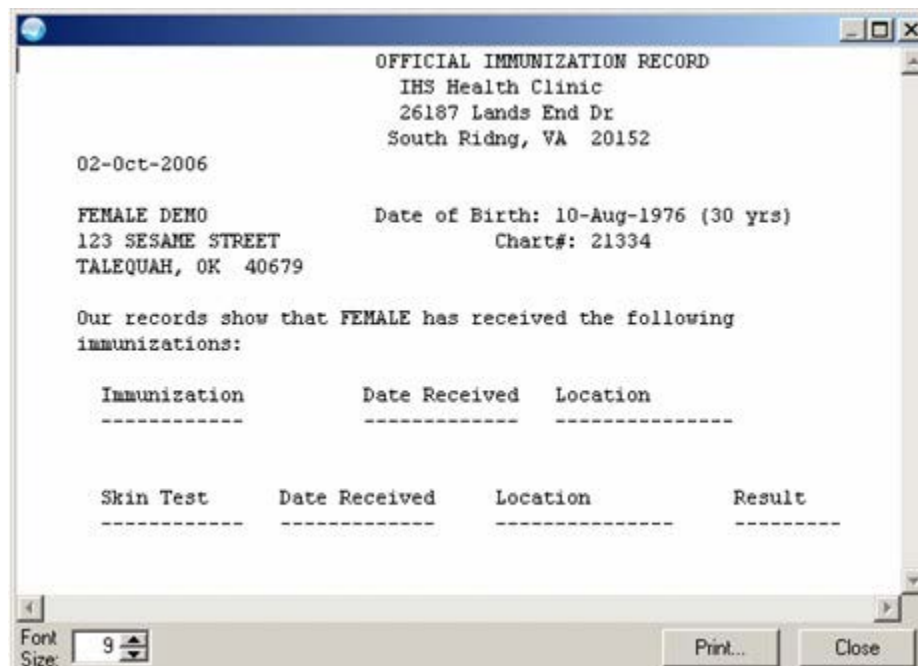 OFFICIAL IMMUNIZATION RECORD
IHS Health Clinic
26187 Lands End Dr
South Ridng, VA 20152
02-Oct-2006
FEMALE DEMO Date of Birth: 10-Aug-1976 (30 yrs)
123 SESAME STREET Chart#: 21334
TALEQUAH, OK 40679
Our records show that FEMALE has received the following
immunizations:
Immunization Date Received Location
------------ ------------- ---------------
Skin Test Date Received Location Result
------------ ------------- --------------- ---------
Font
Size: 9 Print... Close